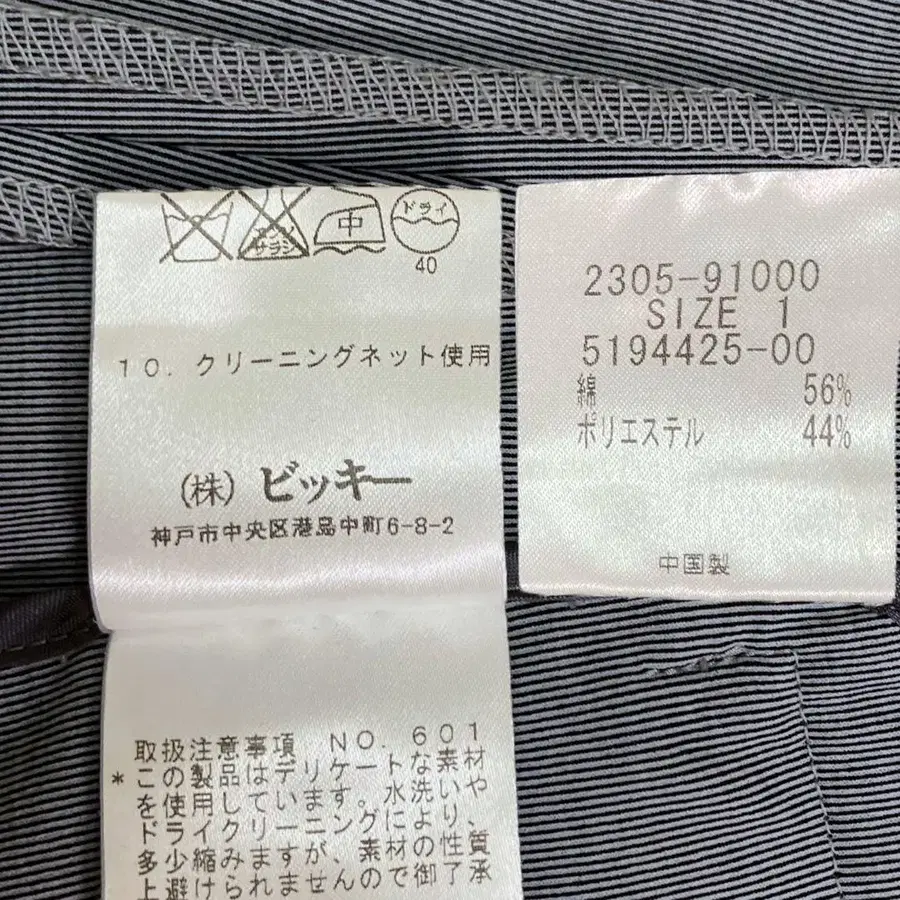 エンソ
サラシ
中
ドライ
40
10. クリーニングネット使用
(株) ビッキー
神戸市中央区港島中町6-8-2
取扱注意事項 NO. 601
*この製品はデリケートな素材
を使用しています。水洗いや
ドライクリーニングにより、
多少縮みますが、素材の性質
上避けられませんので御了承
2305-91000
SIZE 1
5194425-00
綿 56%
ポリエステル 44%
中国製